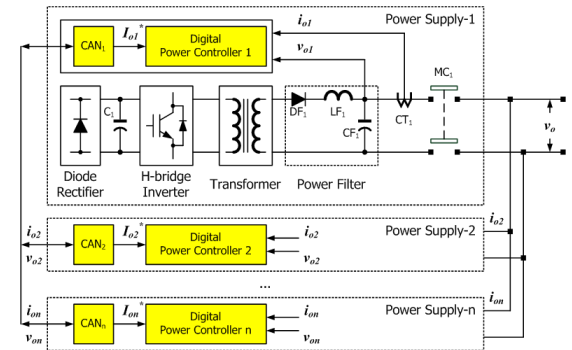 Power Supply-1
CAN₁
Iₒ₁*
Digital
Power Controller 1
iₒ₁
vₒ₁
MC₁
C₁
DF₁
LF₁
CF₁
CT₁
vₒ
Diode
Rectifier
H-bridge
Inverter
Transformer
Power Filter
Power Supply-2
iₒ₂
vₒ₂
CAN₂
Iₒ₂*
Digital
Power Controller 2
iₒ₂
vₒ₂
iₒ₂
...
Power Supply-n
iₒₙ
vₒₙ
CANₙ
Iₒₙ*
Digital
Power Controller n
iₒₙ
vₒₙ
iₒₙ